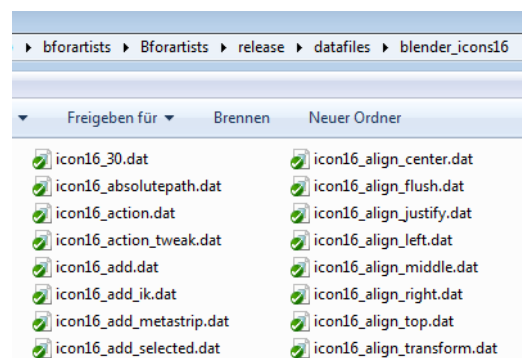 bforartists ▸ Bforartists ▸ release ▸ datafiles ▸ blender_icons16
Freigeben für Brennen Neuer Ordner
icon16_30.dat
icon16_absolutepath.dat
icon16_action.dat
icon16_action_tweak.dat
icon16_add.dat
icon16_add_ik.dat
icon16_add_metastrip.dat
icon16_add_selected.dat
icon16_align_center.dat
icon16_align_flush.dat
icon16_align_justify.dat
icon16_align_left.dat
icon16_align_middle.dat
icon16_align_right.dat
icon16_align_top.dat
icon16_align_transform.dat